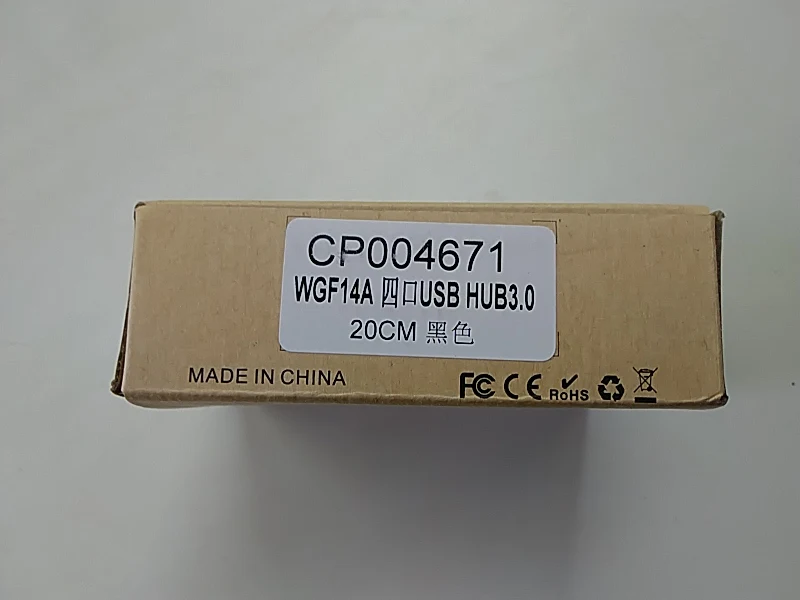 CP004671
WGF14A 四口USB HUB3.0
20CM 黑色
MADE IN CHINA
FC CE RoHS